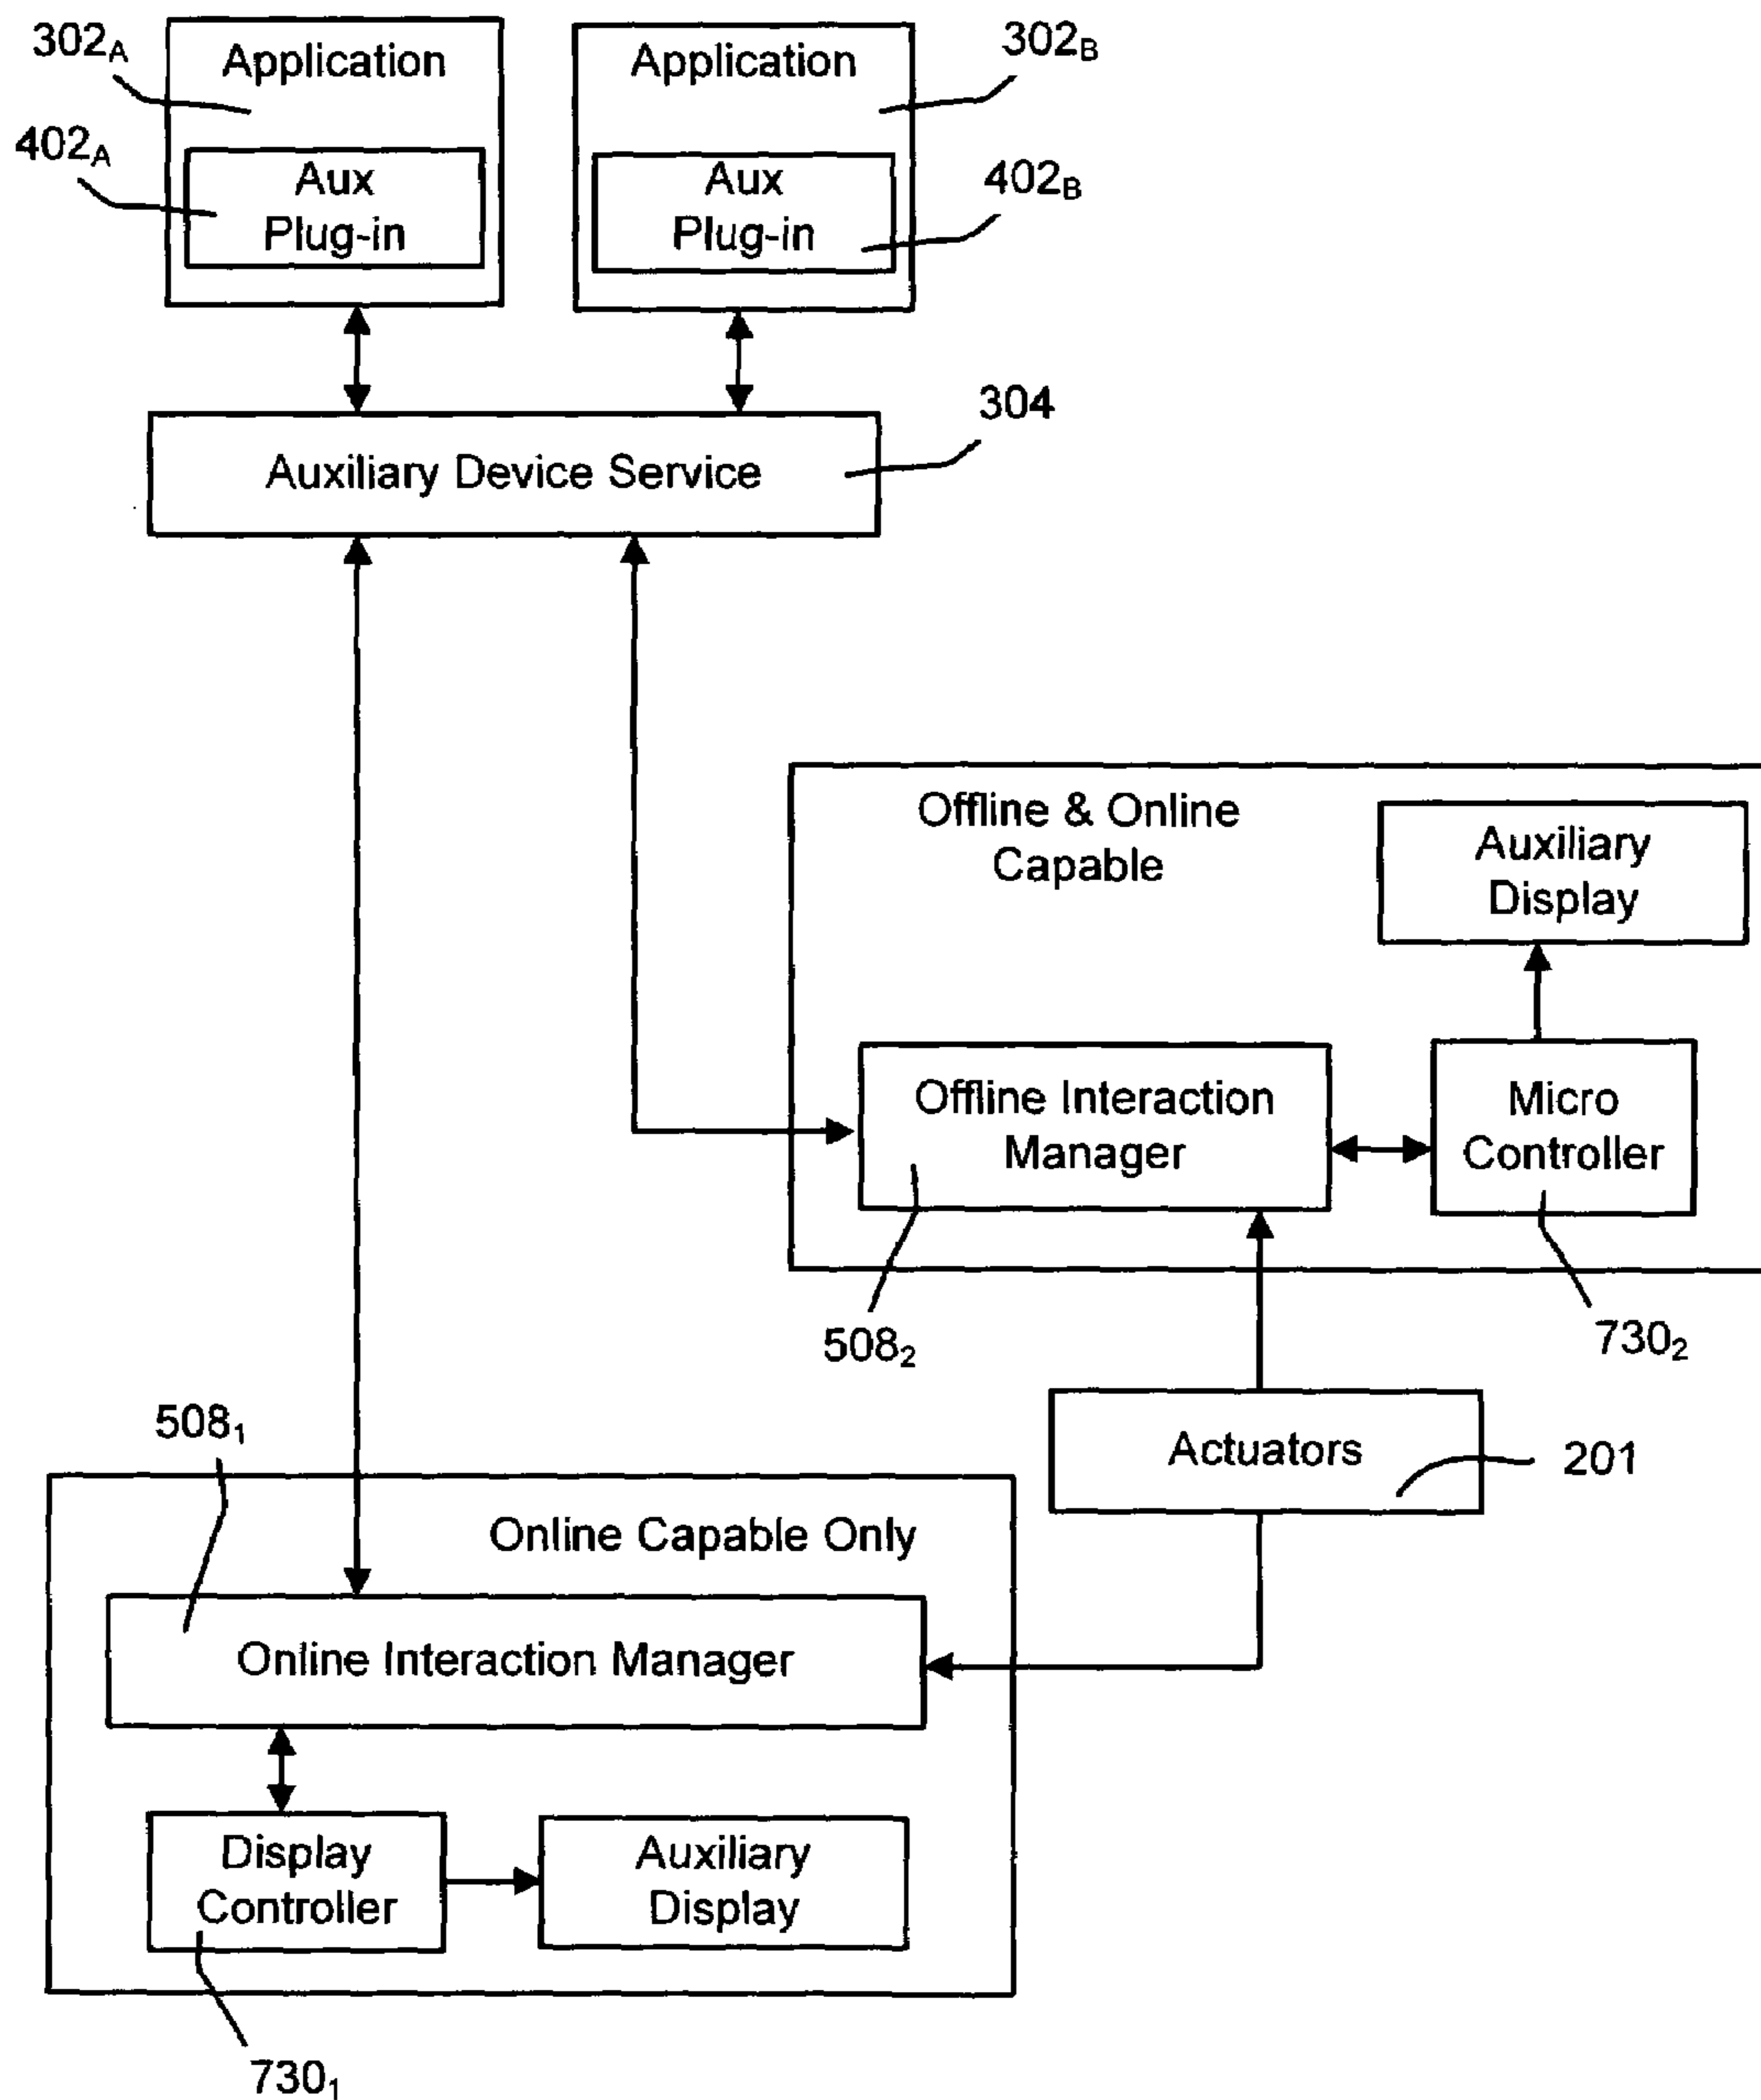 302A
Application
Application
302B
402A
Aux
Plug-in
Aux
Plug-in
402B
304
Auxiliary Device Service
Offline & Online
Capable
Auxiliary
Display
Offline Interaction
Manager
Micro
Controller
508₂
730₂
Actuators
201
508₁
Online Capable Only
Online Interaction Manager
Display
Controller
Auxiliary
Display
730₁